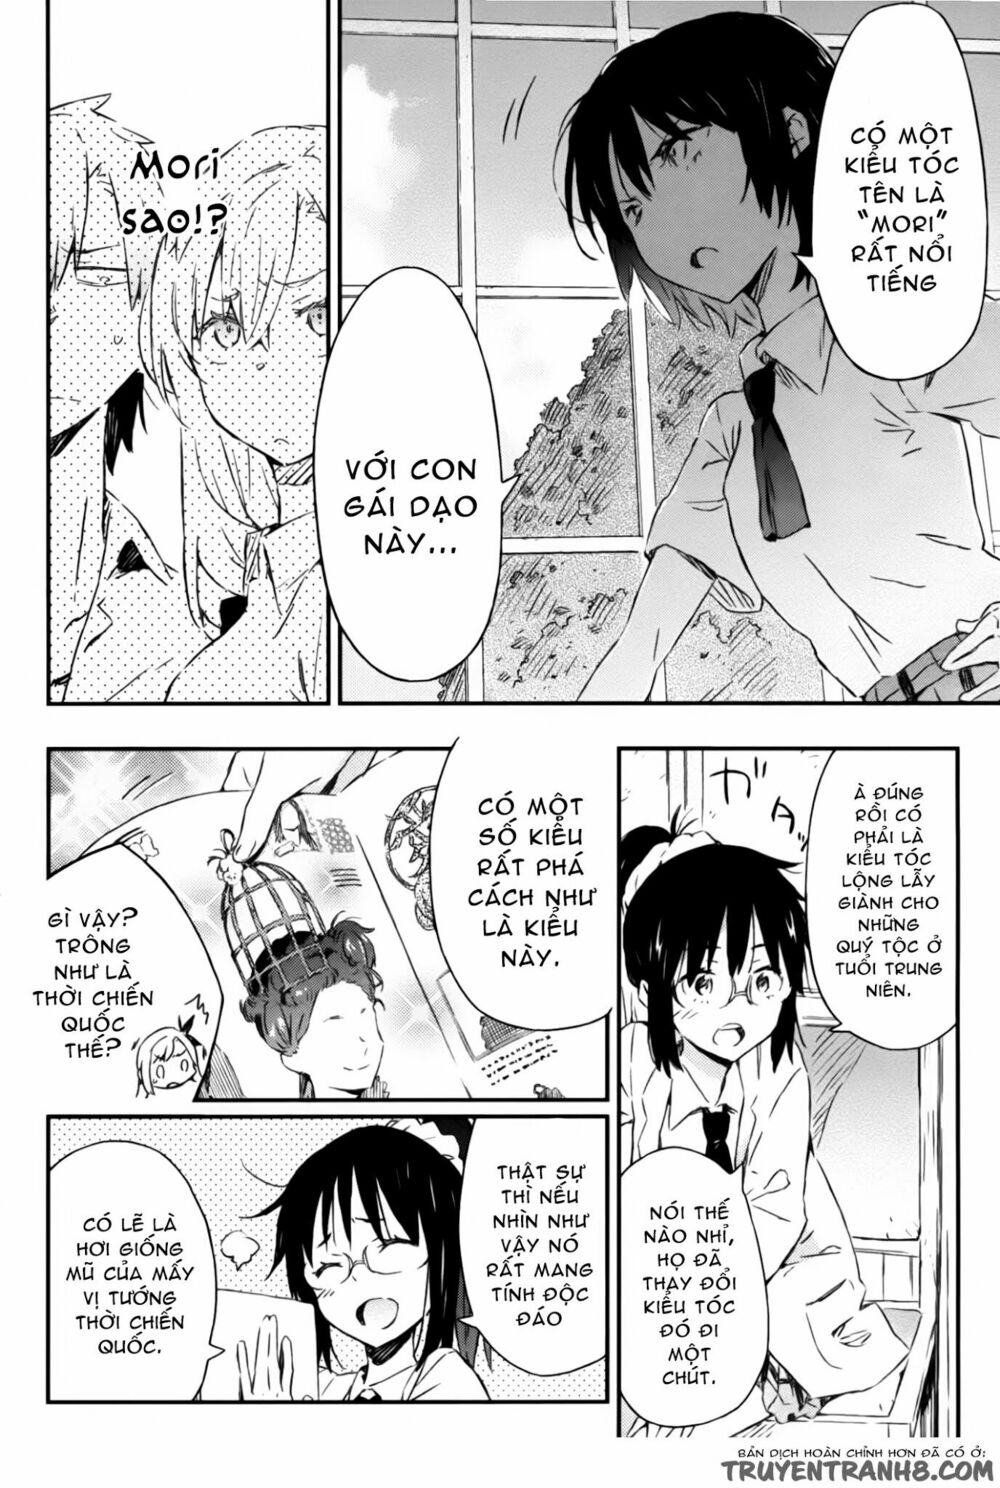 CÓ MỘT
KIỂU TÓC
TÊN LÀ
"MORI"
RẤT NỔI
TIẾNG
VỚI CON
GÁI DẠO
NÀY...
MORI
SAO!?
À ĐÚNG
RỒI CÓ
PHẢI LÀ
KIỂU TÓC
LỘNG LẪY
GIÀNH CHO
NHỮNG
QUÝ TỘC Ở
TUỔI TRUNG
NIÊN.
ガタ
NÓI THẾ
NÀO NHỈ,
HỌ ĐÃ
THAY ĐỔI
KIỂU TÓC
ĐÓ ĐI
MỘT
CHÚT.
CÓ MỘT
SỐ KIỂU
RẤT PHÁ
CÁCH NHƯ
LÀ KIỂU
NÀY.
GÌ VẬY?
TRÔNG
NHƯ LÀ
THỜI CHIẾN
QUỐC
THẾ?
THẬT SỰ
THÌ NẾU
NHÌN NHƯ
VẬY NÓ
RẤT MANG
TÍNH ĐỘC
ĐÁO
CÓ LẼ LÀ
HƠI GIỐNG
MŨ CỦA MẤY
VỊ TƯỚNG
THỜI CHIẾN
QUỐC.
BẢN DỊCH HOÀN CHỈNH HƠN ĐÃ CÓ Ở:
TRUYENTRANH8.COM